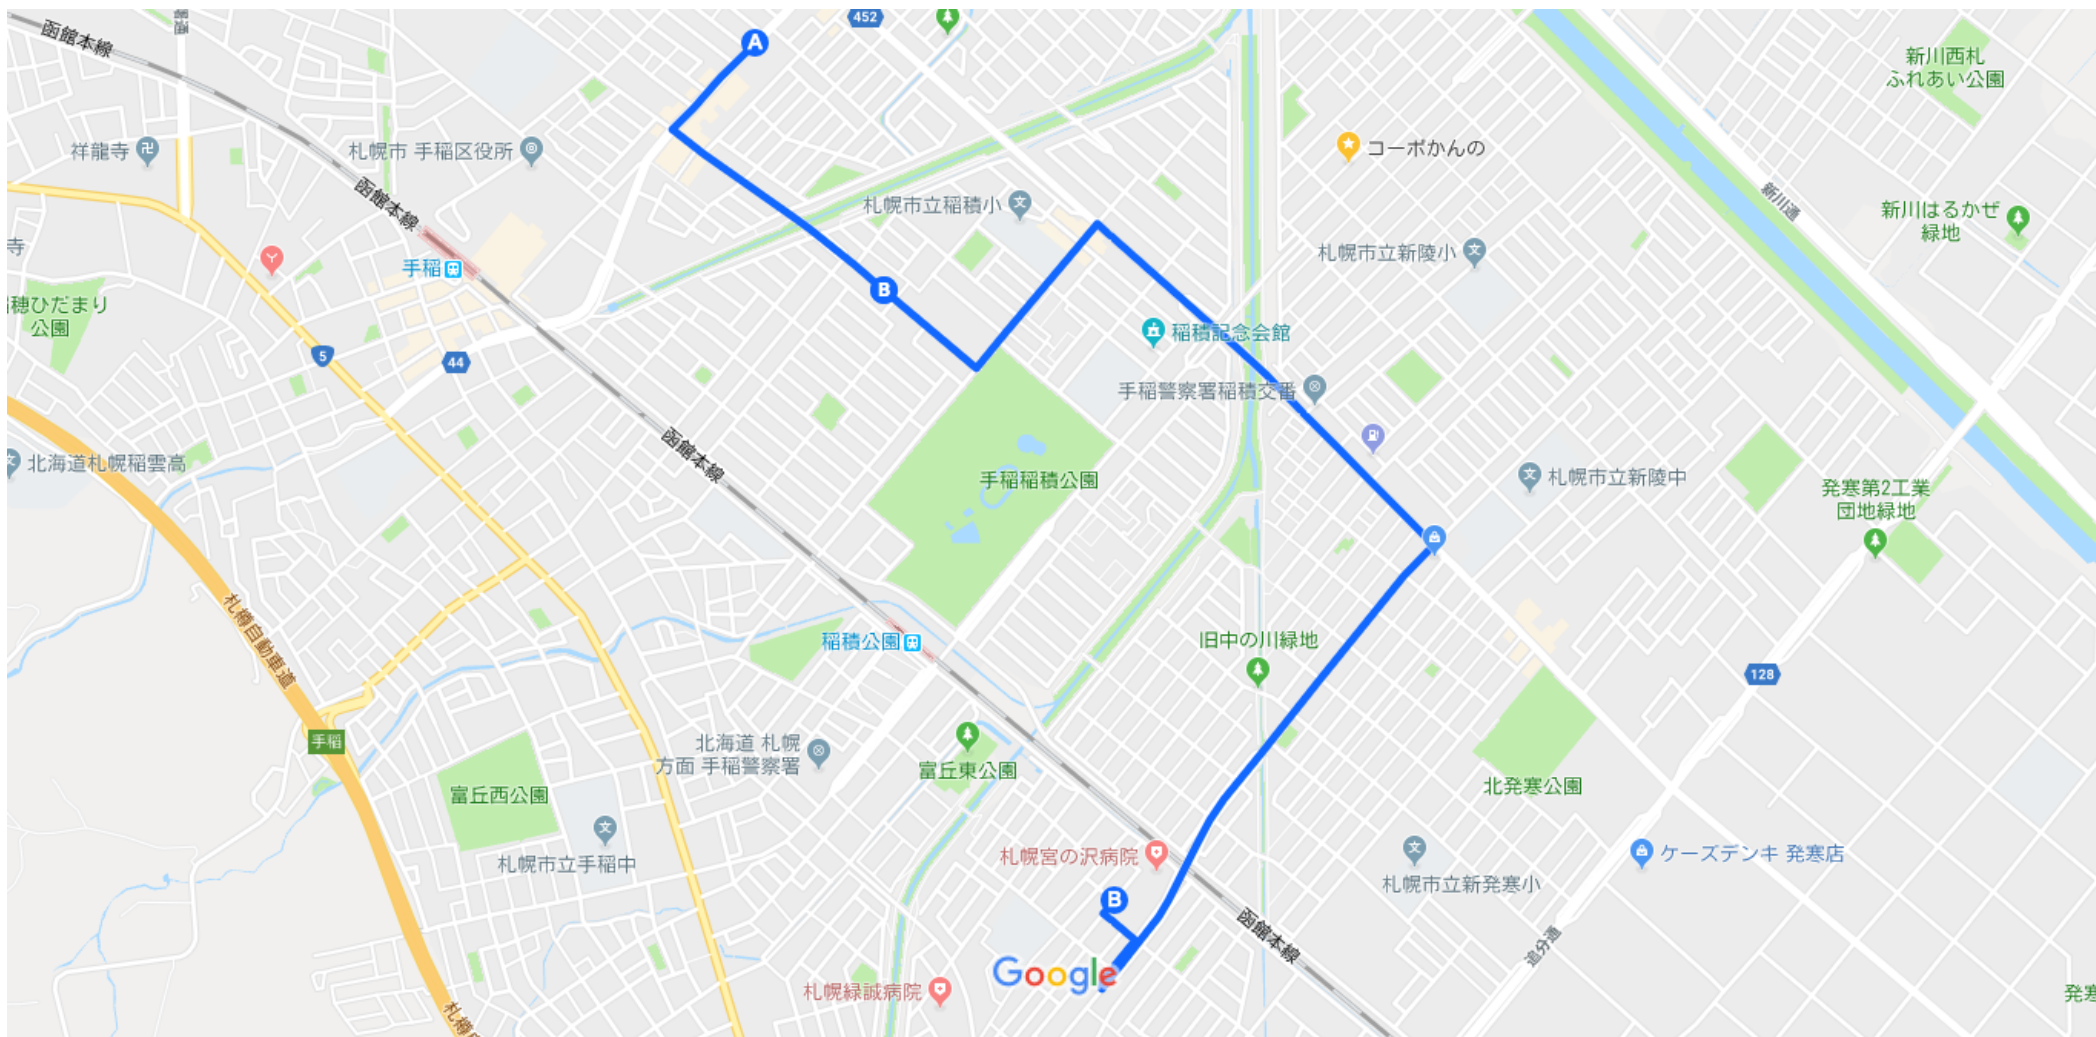 函館本線
452
A
新川西札
ふれあい公園
祥龍寺
札幌市 手稲区役所
コーポかんの
函館本線
札幌市立稲積小
新川通
新川はるかぜ
緑地
寺
手稲
札幌市立新陵小
B
穂ひだまり
公園
稲積記念会館
5
44
手稲警察署稲積交番
函館本線
北海道札幌稲雲高
手稲稲積公園
札幌市立新陵中
発寒第2工業
団地緑地
札樽自動車道
稲積公園
旧中の川緑地
128
手稲
北海道 札幌
方面 手稲警察署
富丘東公園
富丘西公園
北発寒公園
札幌市立手稲中
札幌宮の沢病院
ケーズデンキ 発寒店
札幌市立新発寒小
B
函館本線
追分通
Google
札幌緑誠病院
発寒
札樽